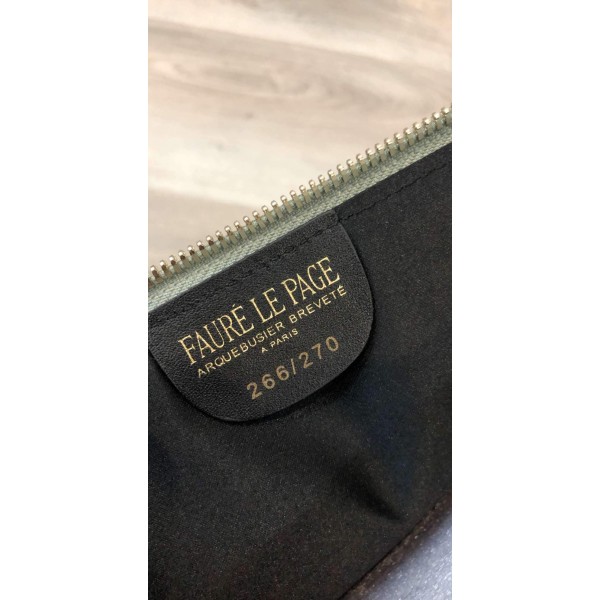 FAURÉ LE PAGE
ARQUEBUSIER BREVETÉ
A PARIS
266/270